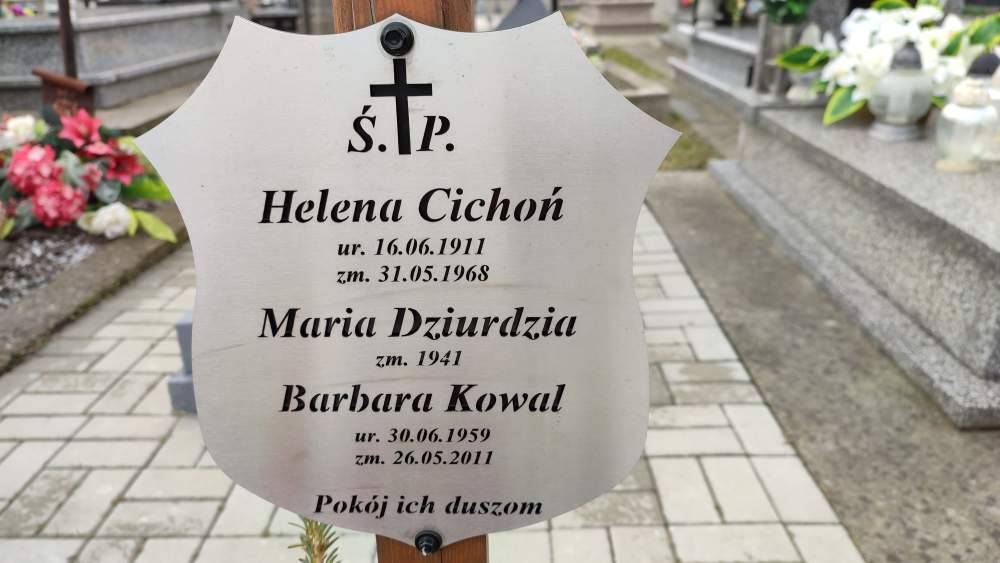 Ś. P.
Helena Cichoń
ur. 16.06.1911
zm. 31.05.1968
Maria Dziurdzia
zm. 1941
Barbara Kowal
ur. 30.06.1959
zm. 26.05.2011
Pokój ich duszom